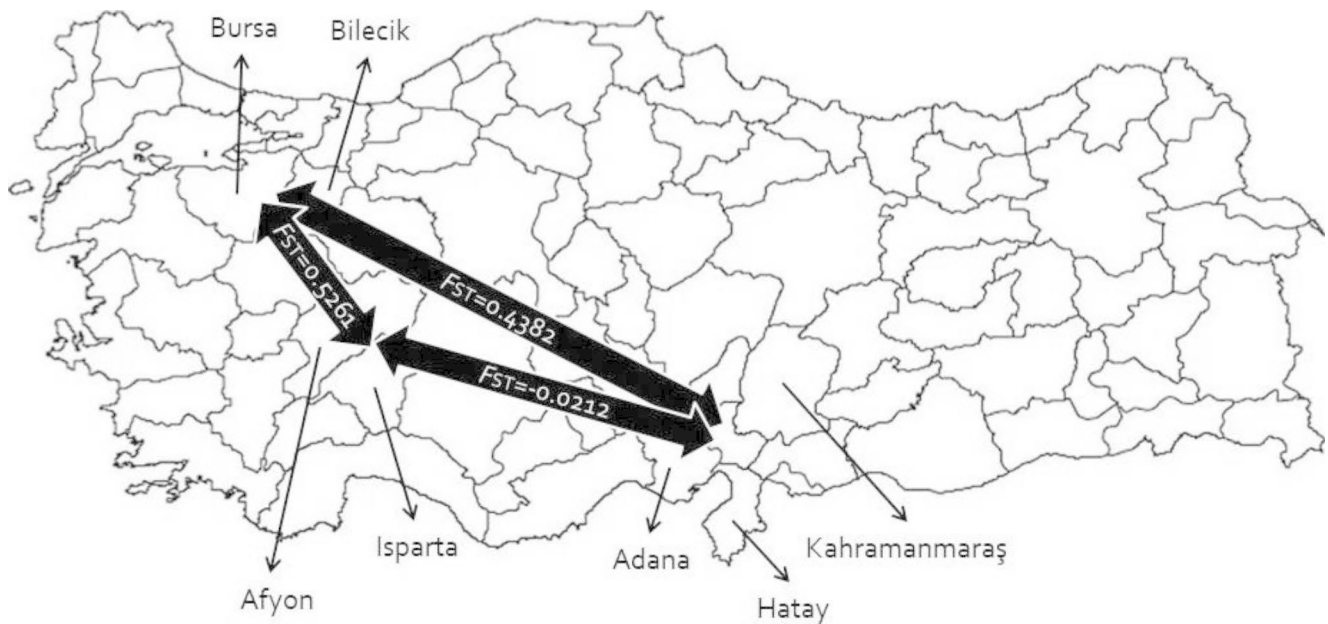 Bursa
Bilecik
FST=0.5261
FST=0.4382
FST=-0.0212
Isparta
Adana
Kahramanmaraş
Afyon
Hatay